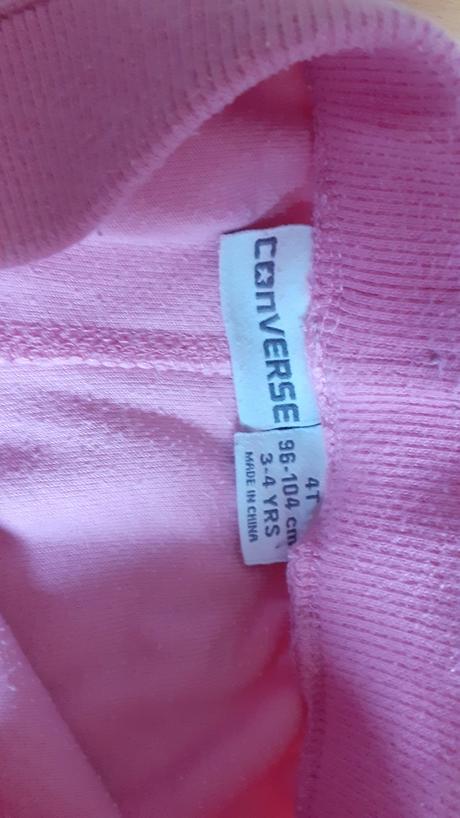 CONVERSE
4T
96-104 cm
3-4 YRS
MADE IN CHINA